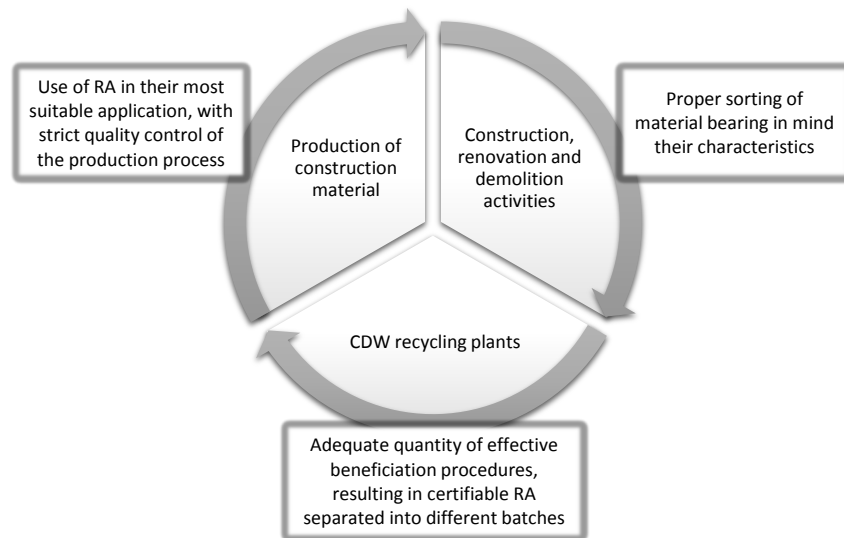 Use of RA in their most
suitable application, with
strict quality control of
the production process
Production of
construction
material
Construction,
renovation and
demolition
activities
Proper sorting of
material bearing in mind
their characteristics
CDW recycling plants
Adequate quantity of effective
beneficiation procedures,
resulting in certifiable RA
separated into different batches